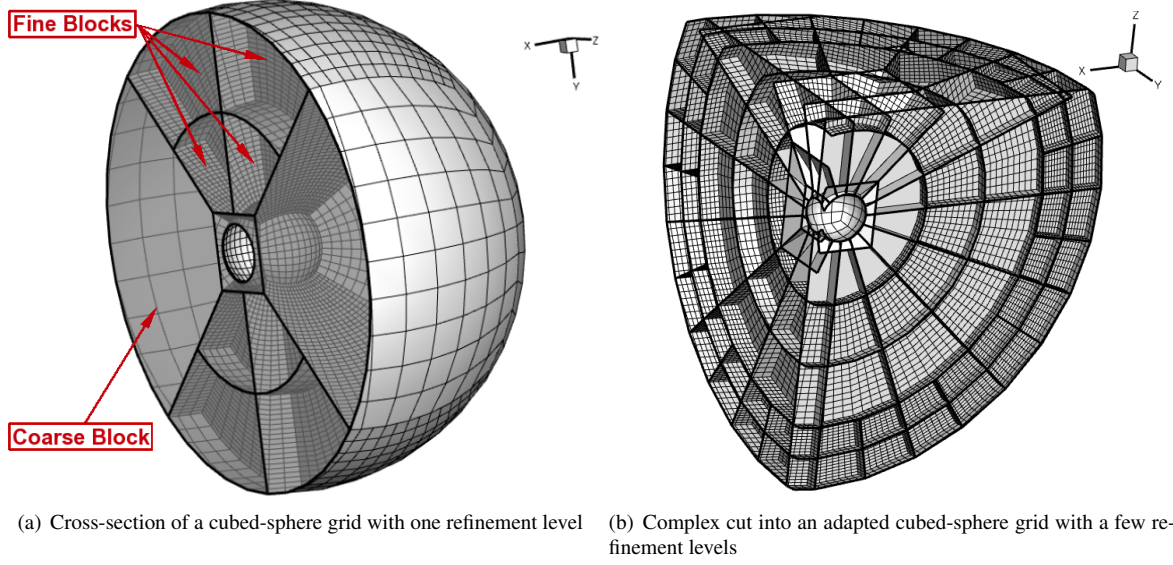 Fine Blocks
X
Z
Y
Coarse Block
Z
X
Y
(a) Cross-section of a cubed-sphere grid with one refinement level
(b) Complex cut into an adapted cubed-sphere grid with a few re-
finement levels